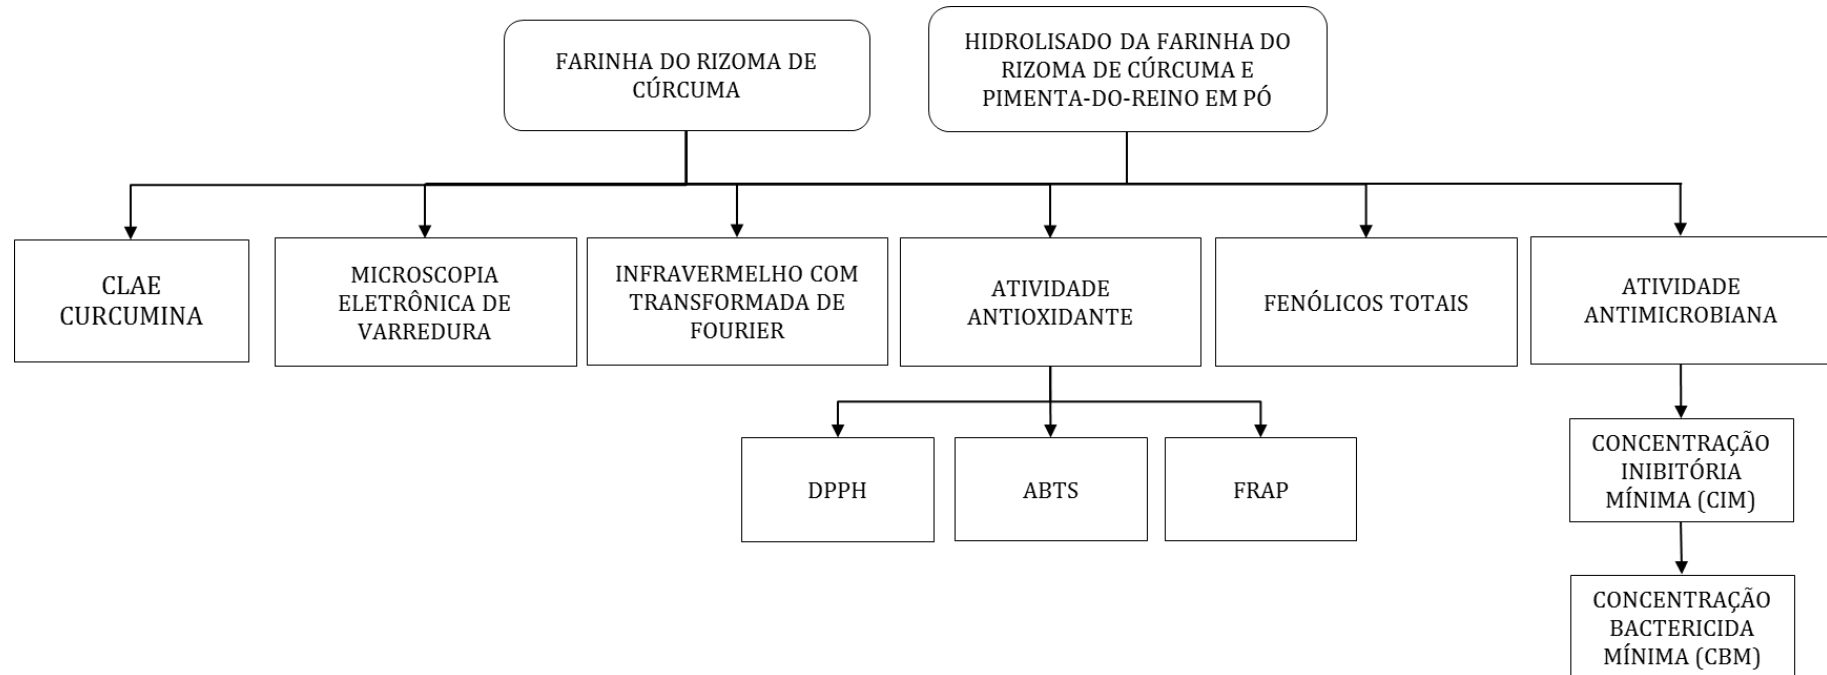 FARINHA DO RIZOMA DE
CÚRCUMA
HIDROLISADO DA FARINHA DO
RIZOMA DE CÚRCUMA E
PIMENTA-DO-REINO EM PÓ
CLAE
CURCUMINA
MICROSCOPIA
ELETRÔNICA DE
VARREDURA
INFRAVERMELHO COM
TRANSFORMADA DE
FOURIER
ATIVIDADE
ANTIOXIDANTE
FENÓLICOS TOTAIS
ATIVIDADE
ANTIMICROBIANA
DPPH
ABTS
FRAP
CONCENTRAÇÃO
INIBITÓRIA
MÍNIMA (CIM)
CONCENTRAÇÃO
BACTERICIDA
MÍNIMA (CBM)